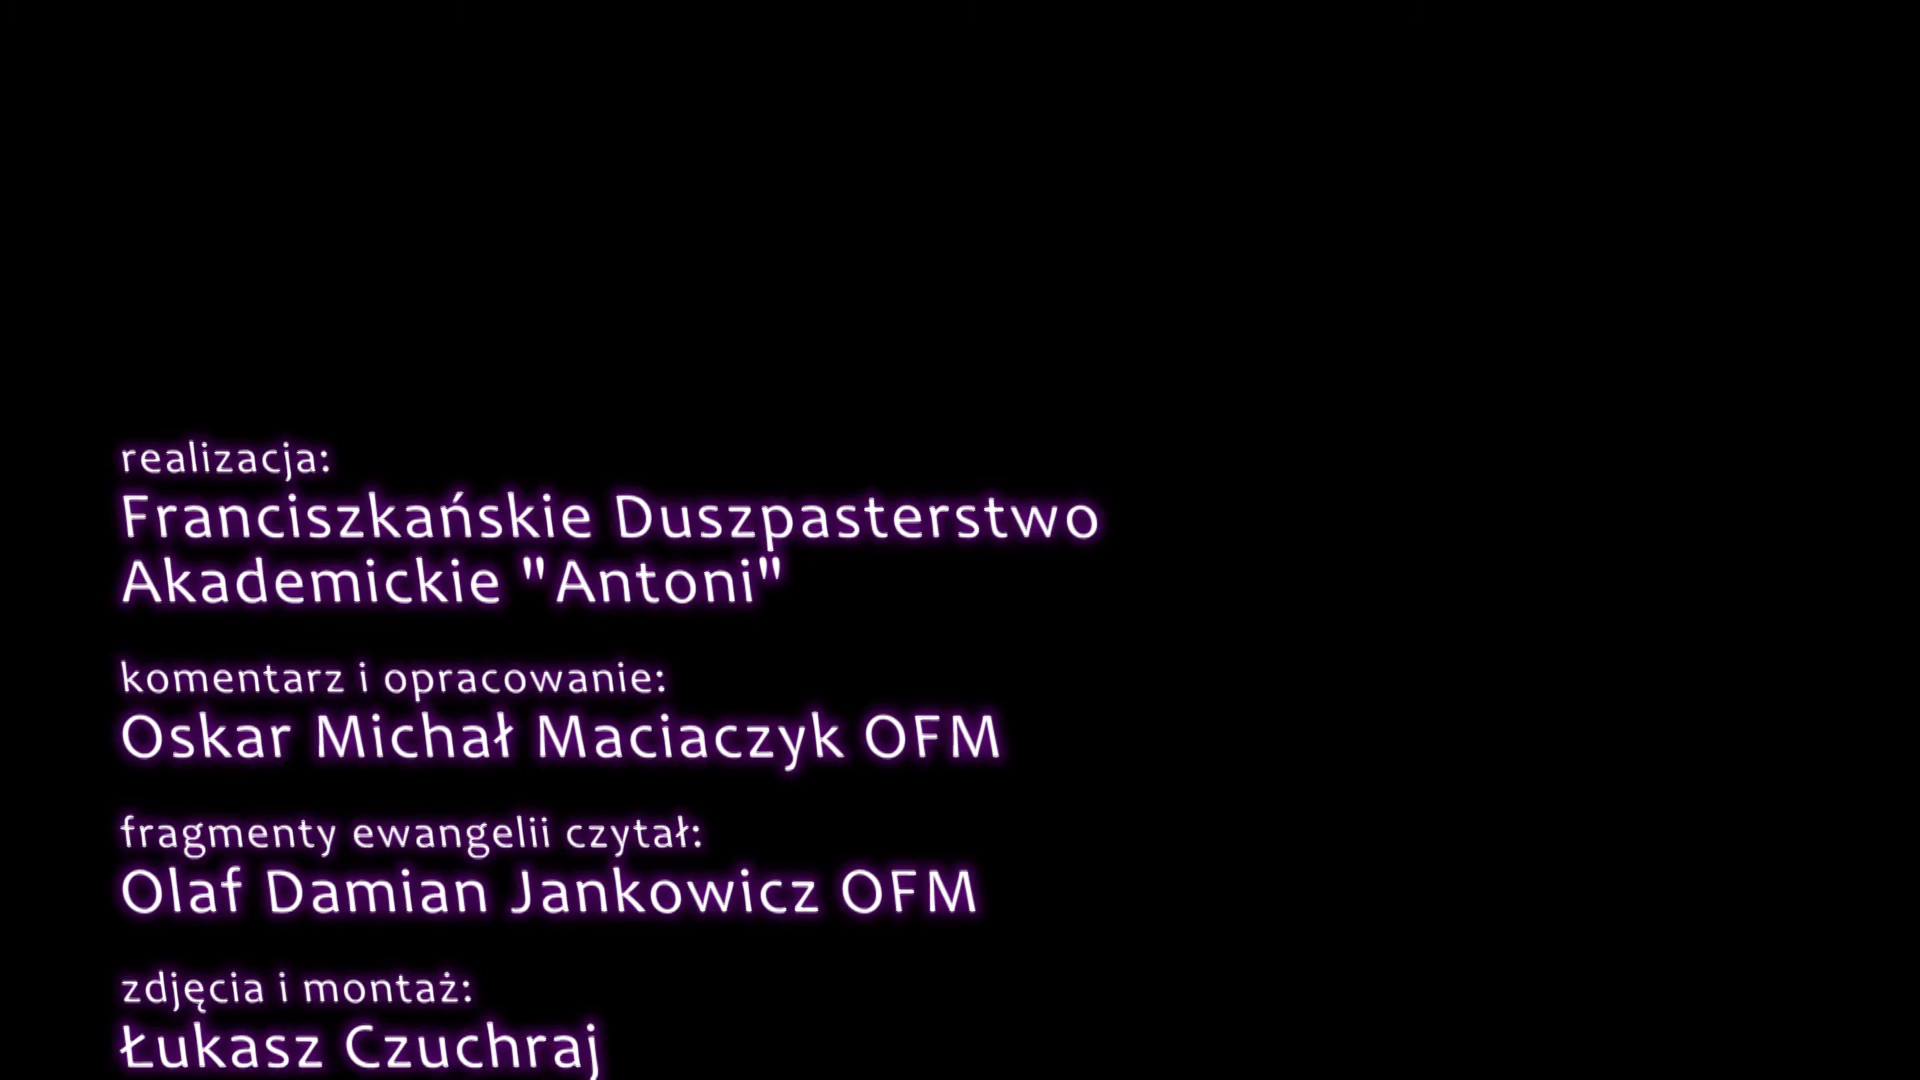 realizacja:
Franciszkańskie Duszpasterstwo
Akademickie "Antoni"
komentarz i opracowanie:
Oskar Michał Maciaczyk OFM
fragmenty ewangelii czytał:
Olaf Damian Jankowicz OFM
zdjęcia i montaż:
Łukasz Czuchraj